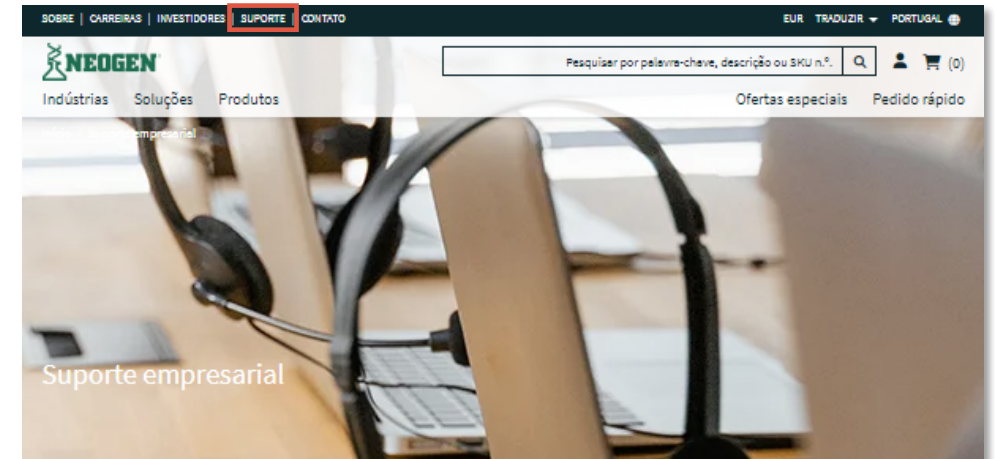 SOBRE | CARREIRAS | INVESTIDORES | SUPORTE | CONTATO
EUR TRADUZIR PORTUGAL
NEOGEN
Pesquisar por palavra-chave, descrição ou SKU n.º.
(0)
Indústrias Soluções Produtos
Ofertas especiais Pedido rápido
empresarial
Suporte empresarial